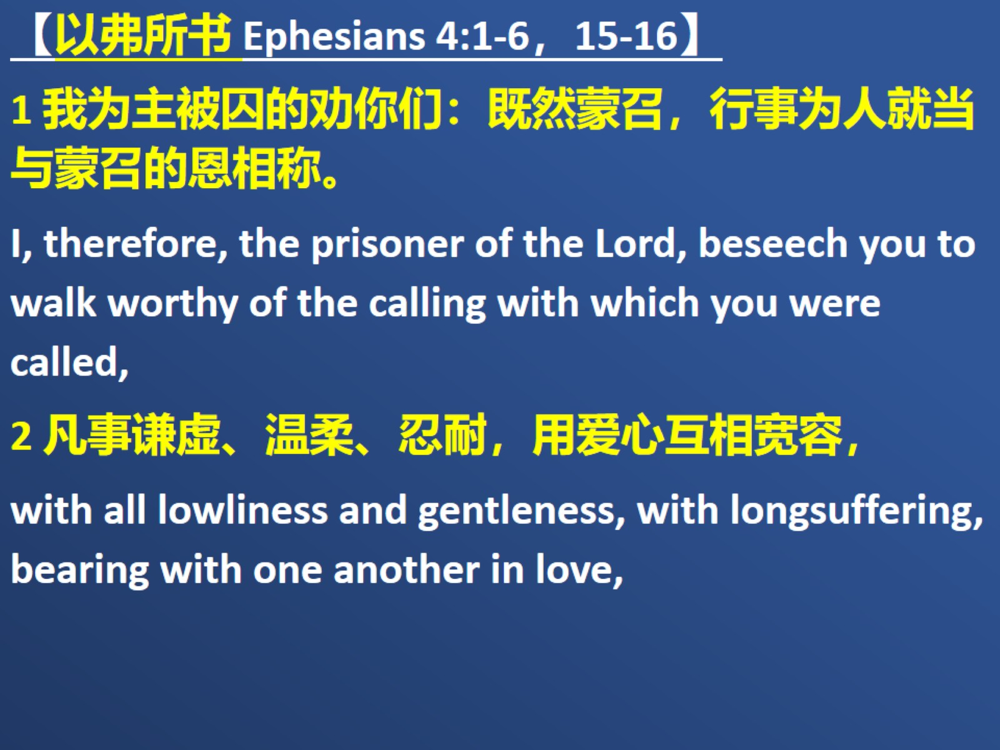 【以弗所书 Ephesians 4:1-6，15-16】
1 我为主被囚的劝你们：既然蒙召，行事为人就当
与蒙召的恩相称。
I, therefore, the prisoner of the Lord, beseech you to
walk worthy of the calling with which you were
called,
2 凡事谦虚、温柔、忍耐，用爱心互相宽容，
with all lowliness and gentleness, with longsuffering,
bearing with one another in love,